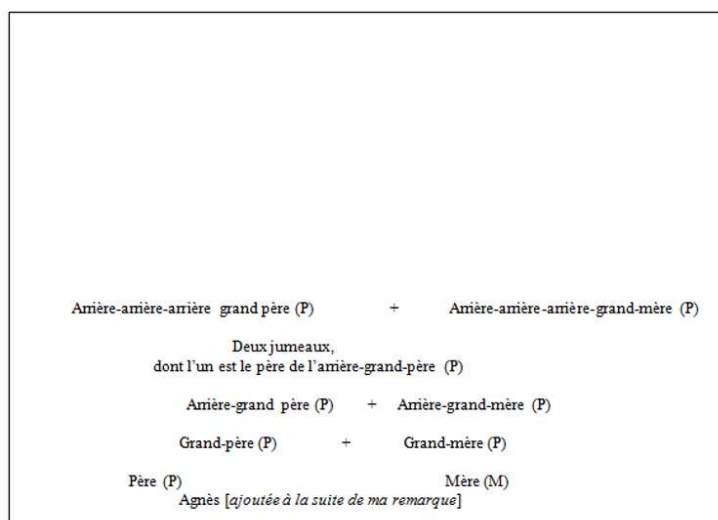 Arrière-arrière-arrière grand père (P) + Arrière-arrière-arrière-grand-mère (P)
Deux jumeaux,
dont l'un est le père de l'arrière-grand-père (P)
Arrière-grand père (P) + Arrière-grand-mère (P)
Grand-père (P) + Grand-mère (P)
Père (P) Mère (M)
Agnès [ajoutée à la suite de ma remarque]